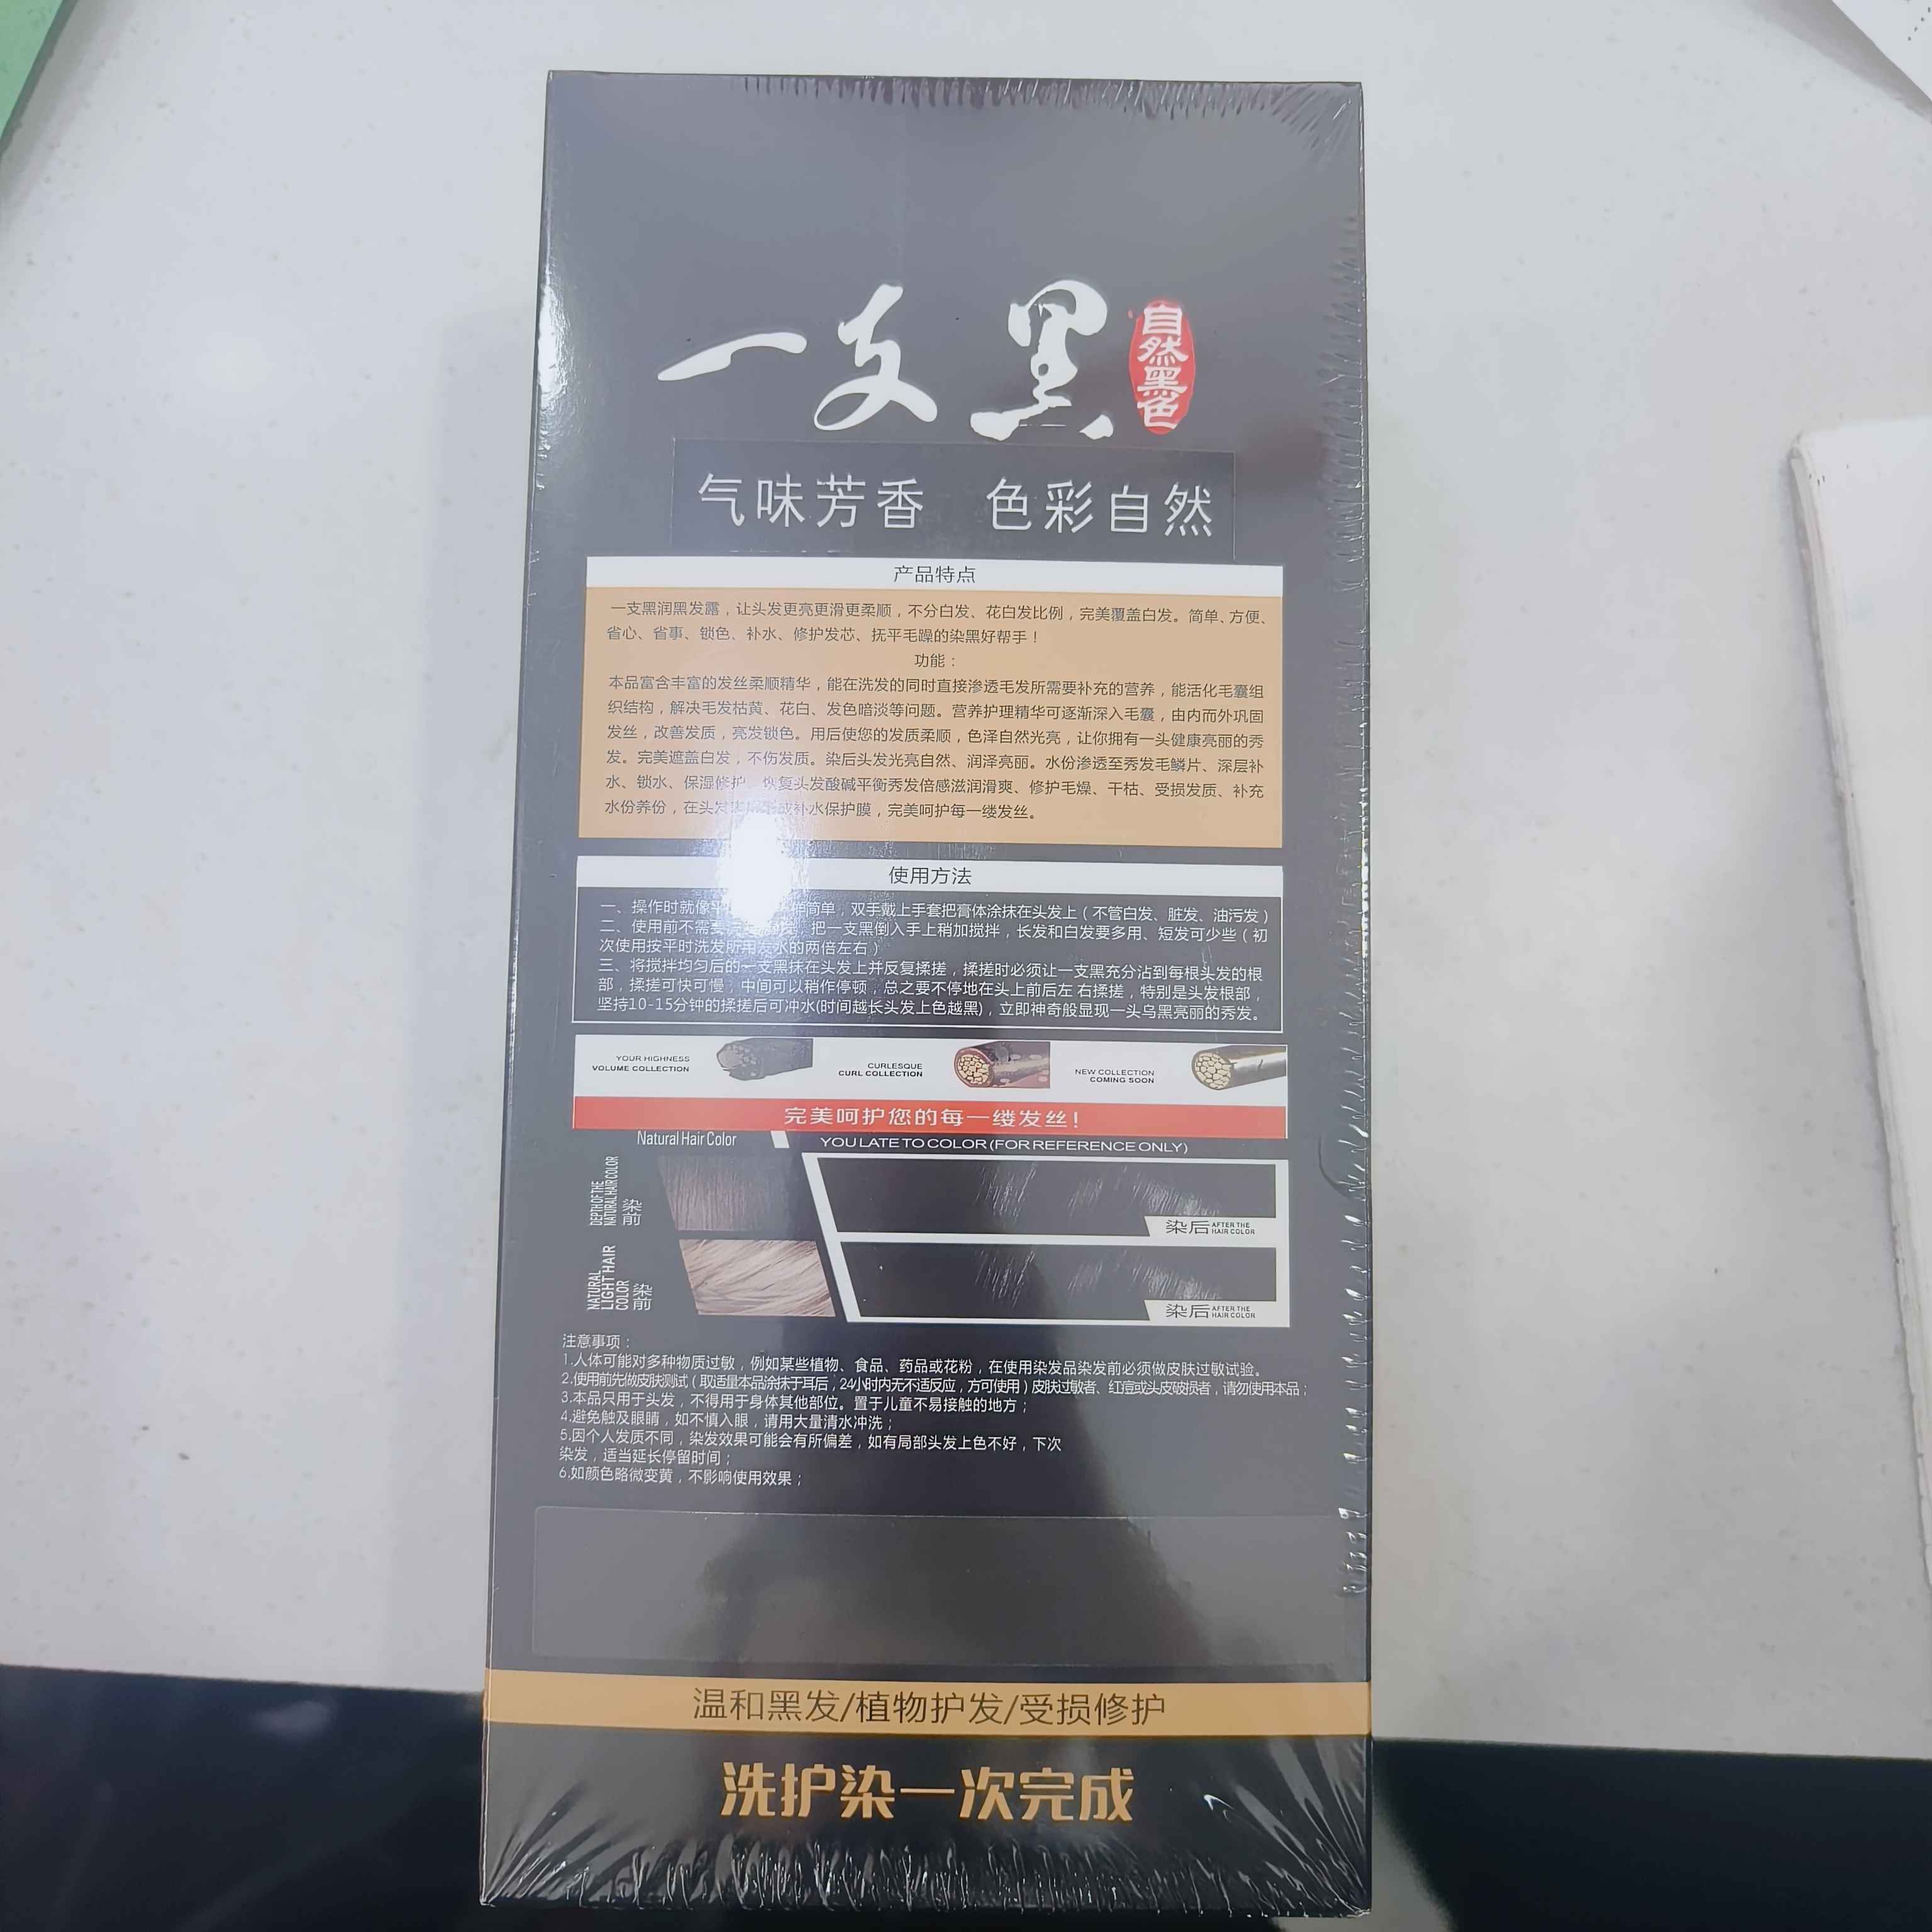 一支黑
自然黑色
气味芳香 色彩自然
产品特点
一支黑润黑发露，让头发更亮更滑更柔顺，不分白发、花白发比例，完美覆盖白发。简单、方便、
省心、省事、锁色、补水、修护发芯、抚平毛躁的染黑好帮手！
功能：
本品富含丰富的发丝柔顺精华，能在洗发的同时直接渗透毛发所需要补充的营养，能活化毛囊组
织结构，解决毛发枯黄、花白、发色暗淡等问题。营养护理精华可逐渐深入毛囊，由内而外巩固
发丝，改善发质，亮发锁色。用后使您的发质柔顺，色泽自然光亮，让你拥有一头健康亮丽的秀
发。完美遮盖白发，不伤发质。染后头发光亮自然、润泽亮丽。水份渗透至秀发毛鳞片、深层补
水、锁水、保湿修护、恢复头发酸碱平衡秀发倍感滋润滑爽、修护毛燥、干枯、受损发质、补充
水份养份，在头发 成补水保护膜，完美呵护每一缕发丝。
使用方法
一、操作时就像平 样简单，双手戴上手套把膏体涂抹在头发上（不管白发、脏发、油污发）
二、使用前不需要 ，把一支黑倒入手上稍加搅拌，长发和白发要多用、短发可少些（初
次使用按平时洗发所用发水的两倍左右）
三、将搅拌均匀后的一支黑抹在头发上并反复揉搓，揉搓时必须让一支黑充分沾到每根头发的根
部，揉搓可快可慢，中间可以稍作停顿，总之要不停地在头上前后左 右揉搓，特别是头发根部，
坚持10-15分钟的揉搓后可冲水(时间越长头发上色越黑)，立即神奇般显现一头乌黑亮丽的秀发。
YOUR HIGHNESS
VOLUME COLLECTION
CURLESQUE
CURL COLLECTION
NEW COLLECTION
COMING SOON
完美呵护您的每一缕发丝！
Natural Hair Color
YOU LATE TO COLOR (FOR REFERENCE ONLY)
DEPTH OF THE
NATURAL HAIR COLOR
染前
染后 AFTER THE
HAIR COLOR
NATURAL
LIGHT HAIR
COLOR
染前
染后 AFTER THE
HAIR COLOR
注意事项：
1.人体可能对多种物质过敏，例如某些植物、食品、药品或花粉，在使用染发品染发前必须做皮肤过敏试验。
2.使用前先做皮肤测试（取适量本品涂抹于耳后，24小时内无不适反应，方可使用）皮肤过敏者、红痘或头皮破损者，请勿使用本品；
3.本品只用于头发，不得用于身体其他部位。置于儿童不易接触的地方；
4.避免触及眼睛，如不慎入眼，请用大量清水冲洗；
5.因个人发质不同，染发效果可能会有所偏差，如有局部头发上色不好，下次
染发，适当延长停留时间；
6.如颜色略微变黄，不影响使用效果；
温和黑发/植物护发/受损修护
洗护染一次完成